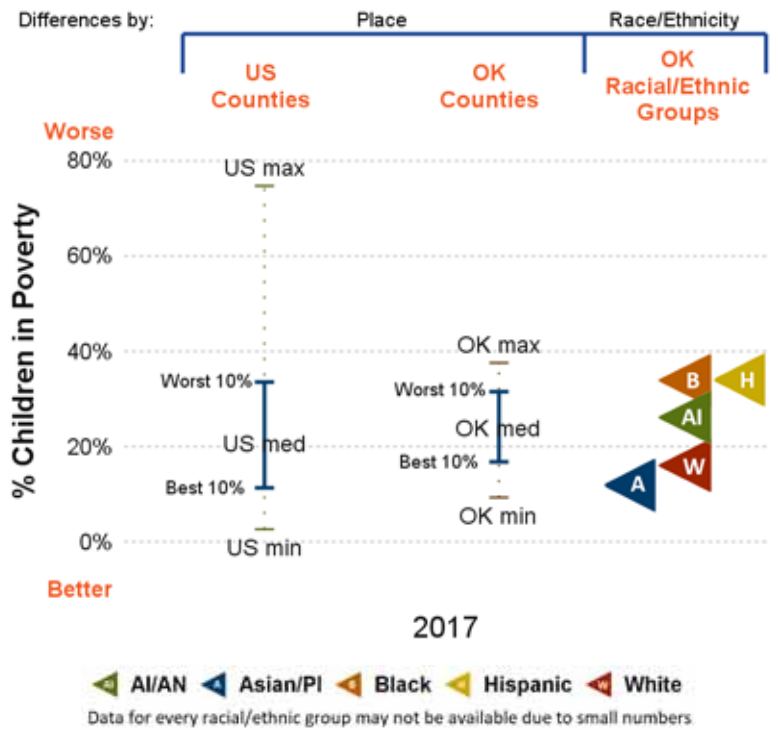 Differences by: Place Race/Ethnicity
US Counties
OK Counties
OK Racial/Ethnic Groups
Worse
80%
US max
60%
% Children in Poverty
40%
OK max
Worst 10%
Worst 10%
B H
AI
US med
OK med
20%
Best 10%
Best 10%
W
A
OK min
0%
US min
Better
2017
AI AI/AN A Asian/PI B Black H Hispanic W White
Data for every racial/ethnic group may not be available due to small numbers